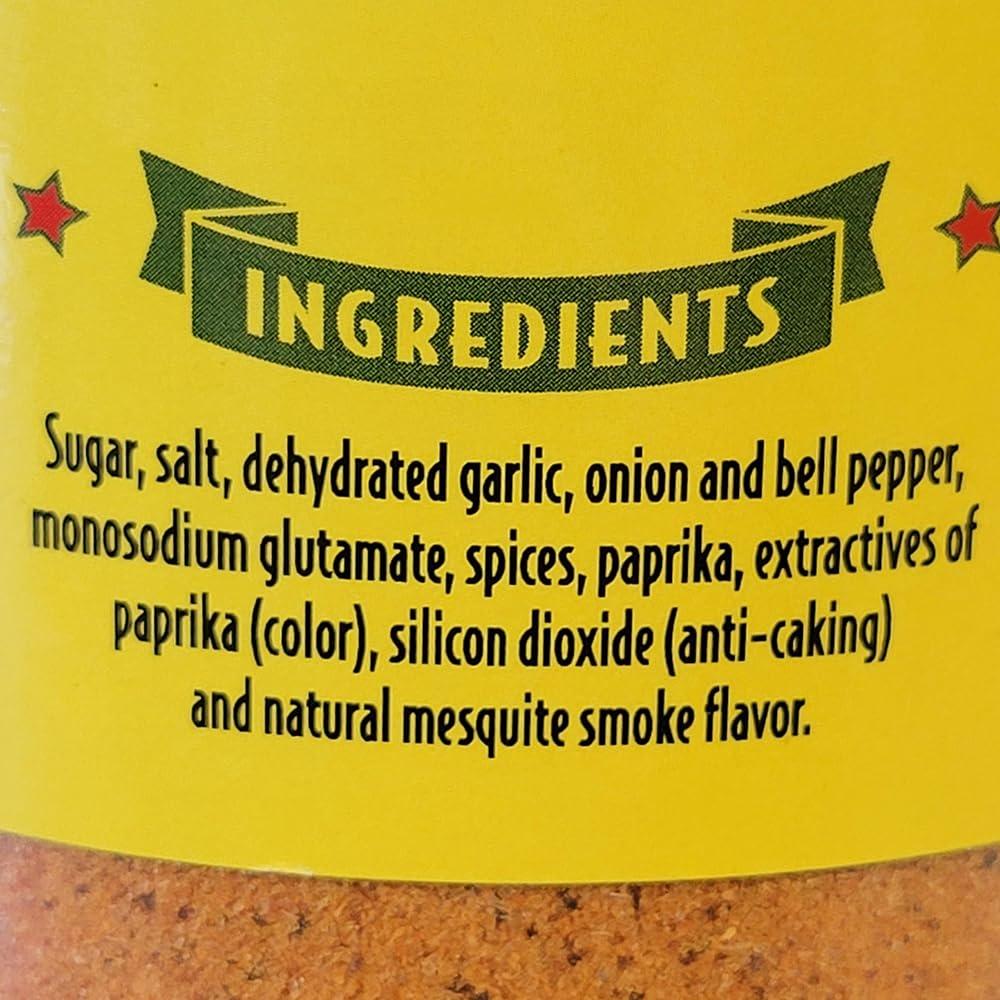 INGREDIENTS
Sugar, salt, dehydrated garlic, onion and bell pepper,
monosodium glutamate, spices, paprika, extractives of
paprika (color), silicon dioxide (anti-caking)
and natural mesquite smoke flavor.